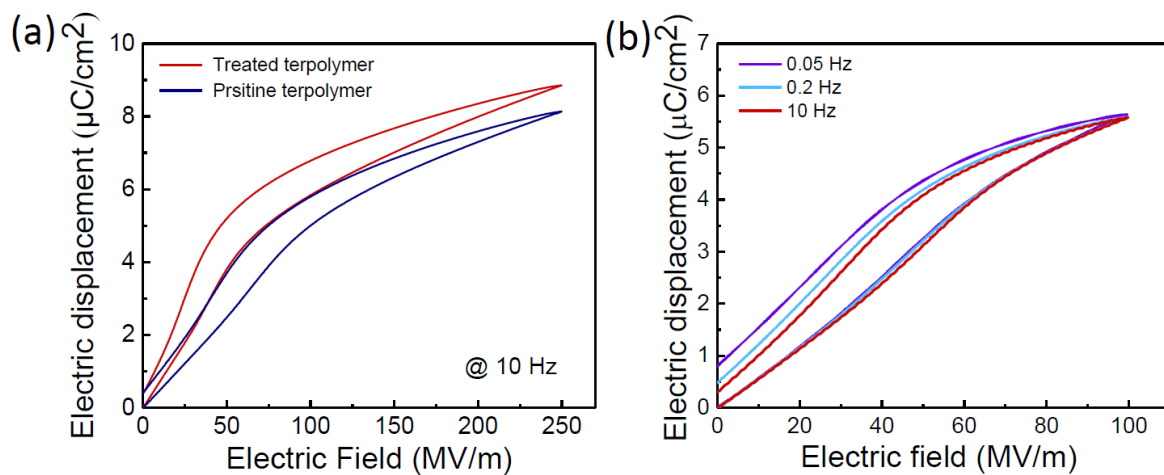 (a)
Electric displacement (μC/cm²)
10
8
6
4
2
0
Treated terpolymer
Prsitine terpolymer
@ 10 Hz
0 50 100 150 200 250
Electric Field (MV/m)
(b)
Electric displacement (μC/cm²)
7
6
5
4
3
2
1
0
0.05 Hz
0.2 Hz
10 Hz
0 20 40 60 80 100
Electric field (MV/m)